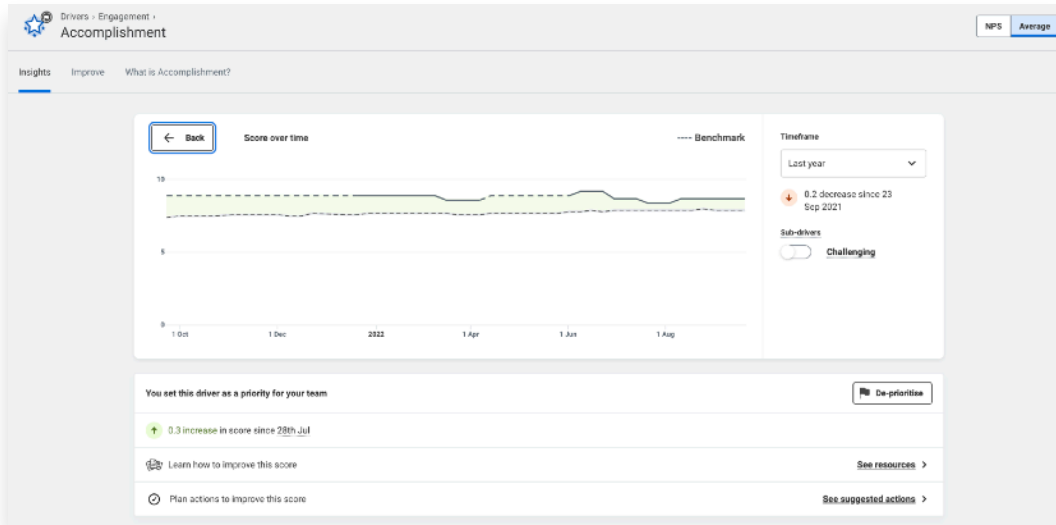 Drivers › Engagement ›
Accomplishment
NPS Average
Insights Improve What is Accomplishment?
← Back Score over time ---- Benchmark
Timeframe
Last year
0.2 decrease since 23
Sep 2021
Sub-drivers
Challenging
10
5
0
1 Oct 1 Dec 2022 1 Apr 1 Jun 1 Aug
You set this driver as a priority for your team De-prioritise
0.3 increase in score since 28th Jul
Learn how to improve this score See resources >
Plan actions to improve this score See suggested actions >